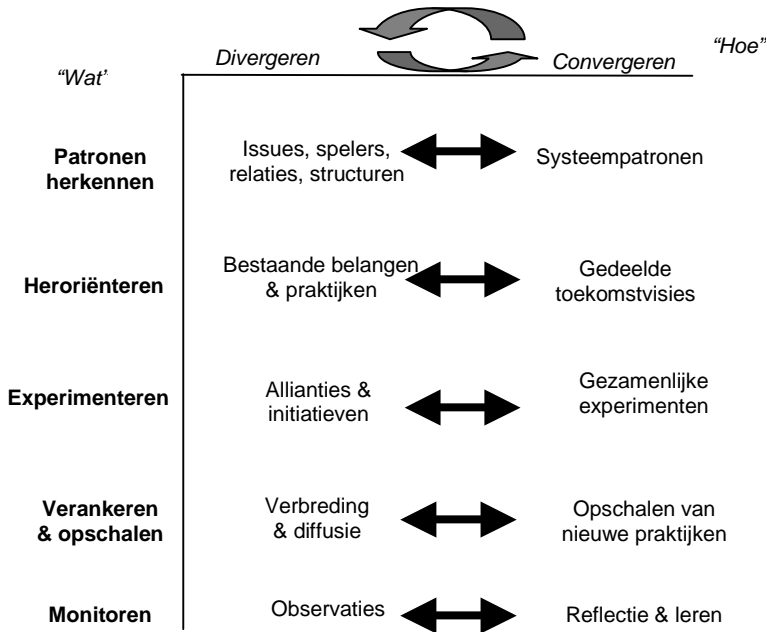 "Hoe"
Divergeren
Convergeren
"Wat'
Patronen
herkennen
Issues, spelers,
relaties, structuren
Systeempatronen
Heroriënteren
Bestaande belangen
& praktijken
Gedeelde
toekomstvisies
Experimenteren
Allianties &
initiatieven
Gezamenlijke
experimenten
Verankeren
& opschalen
Verbreding
& diffusie
Opschalen van
nieuwe praktijken
Monitoren
Observaties
Reflectie & leren